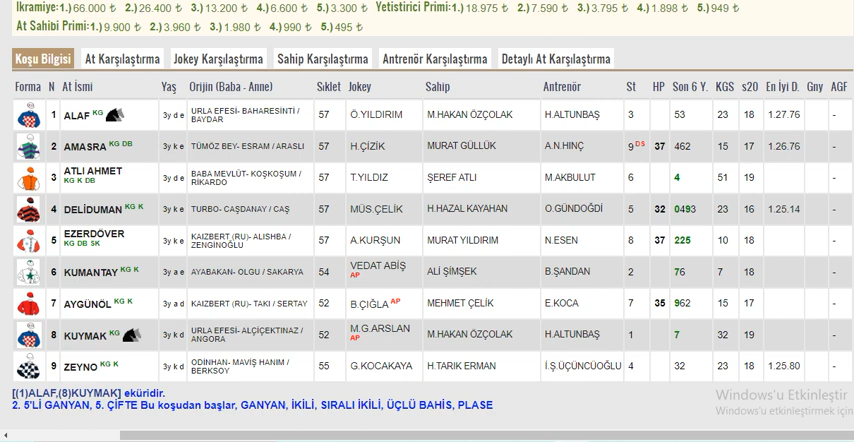 İkramiye:1.) 66.000 ₺ 2.) 26.400 ₺ 3.) 13.200 ₺ 4.) 6.600 ₺ 5.) 3.300 ₺ Yetistirici Primi:1.) 18.975 ₺ 2.) 7.590 ₺ 3.) 3.795 ₺ 4.) 1.898 ₺ 5.) 949 ₺
At Sahibi Primi:1.) 9.900 ₺ 2.) 3.960 ₺ 3.) 1.980 ₺ 4.) 990 ₺ 5.) 495 ₺
Koşu Bilgisi At Karşılaştırma Jokey Karşılaştırma Sahip Karşılaştırma Antrenör Karşılaştırma Detaylı At Karşılaştırma
Forma N At İsmi Yaş Orijin (Baba - Anne) Sıklet Jokey Sahip Antrenör St HP Son 6 Y. KGS s20 En İyi D. Gny AGF
1 ALAF KG 3y d e URLA EFESİ- BAHARESİNTİ / BAYDAR 57 Ö.YILDIRIM M.HAKAN ÖZÇOLAK H.ALTUNBAŞ 3 53 23 18 1.27.76 -
2 AMASRA KG DB 3y k e TÜMÖZ BEY- ESRAM / ARASLI 57 H.ÇİZİK MURAT GÜLLÜK A.N.HINÇ 9 DS 37 462 15 17 1.26.76 -
3 ATLI AHMET KG K DB 3y d e BABA MEVLÜT- KOŞKOŞUM / RIKARDO 57 T.YILDIZ ŞEREF ATLI M.AKBULUT 6 4 51 19 -
4 DELİDUMAN KG K 3y k e TURBO- CAŞDANAY / CAŞ 57 MÜS.ÇELİK H.HAZAL KAYAHAN O.GÜNDOĞDİ 5 32 0493 23 16 1.25.14 -
5 EZERDÖVER KG DB SK 3y k e KAIZBERT (RU)- ALISHBA / ZENGİNOĞLU 57 A.KURŞUN MURAT YILDIRIM N.ESEN 8 37 225 10 18 -
6 KUMANTAY KG K 3y a e AYABAKAN- OLGU / SAKARYA 54 VEDAT ABİŞ AP ALİ ŞİMŞEK B.ŞANDAN 2 76 7 18 -
7 AYGÜNÖL KG K 3y a d KAIZBERT (RU)- TAKI / SERTAY 52 B.ÇIĞLA AP MEHMET ÇELİK E.KOCA 7 35 962 15 17 -
8 KUYMAK KG 3y k d URLA EFESİ- ALÇİÇEKTINAZ / ANGORA 52 M.G.ARSLAN AP M.HAKAN ÖZÇOLAK H.ALTUNBAŞ 1 7 32 19 -
9 ZEYNO KG K 3y k d ODİNHAN- MAVİŞ HANIM / BERKSOY 55 G.KOCAKAYA H.TARIK ERMAN İ.Ş.ÜÇÜNCÜOĞLU 4 32 23 18 1.25.80 -
[(1)ALAF,(8)KUYMAK] eküridir.
2. 5'Lİ GANYAN, 5. ÇİFTE Bu koşudan başlar, GANYAN, İKİLİ, SIRALI İKİLİ, ÜÇLÜ BAHİS, PLASE
Windows'u Etkinleştir
Windows'u etkinleştirmek için